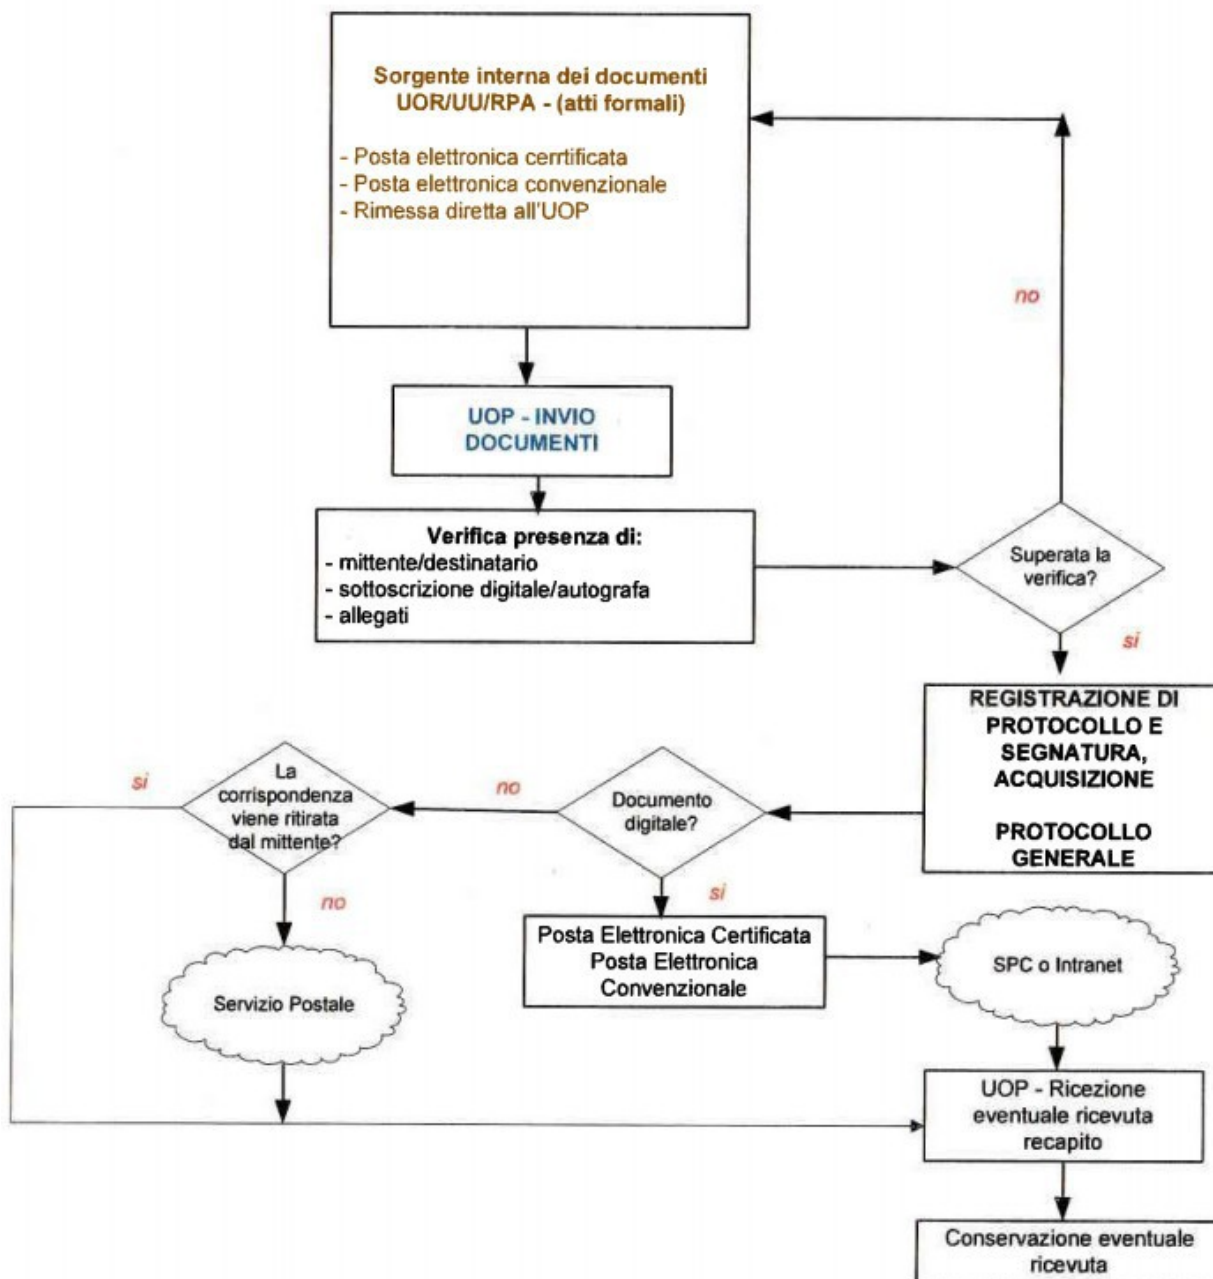 Sorgente interna dei documenti
UOR/UU/RPA - (atti formali)
- Posta elettronica cerrtificata
- Posta elettronica convenzionale
- Rimessa diretta all'UOP
no
UOP - INVIO
DOCUMENTI
Verifica presenza di:
- mittente/destinatario
- sottoscrizione digitale/autografa
- allegati
Superata la
verifica?
si
REGISTRAZIONE DI
PROTOCOLLO E
SEGNATURA,
ACQUISIZIONE
PROTOCOLLO
GENERALE
Documento
digitale?
no
La
corrispondenza
viene ritirata
dal mittente?
si
no
Servizio Postale
si
Posta Elettronica Certificata
Posta Elettronica
Convenzionale
SPC o Intranet
UOP - Ricezione
eventuale ricevuta
recapito
Conservazione eventuale
ricevuta